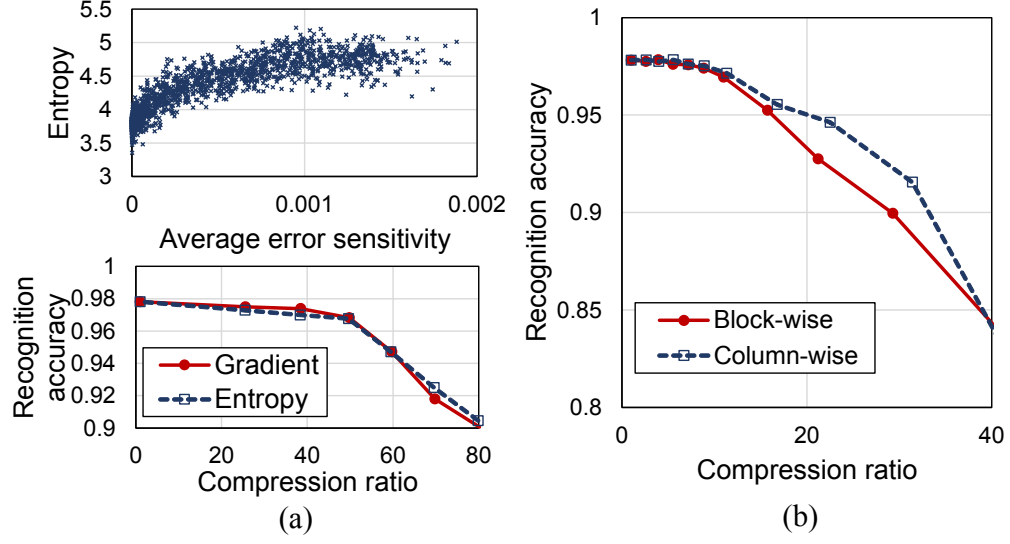 5.5
5
4.5
4
3.5
3
Entropy
0
0.001
0.002
Average error sensitivity
1
0.98
0.96
0.94
0.92
0.9
Recognition
accuracy
Gradient
Entropy
0
20
40
60
80
Compression ratio
(a)
1
0.95
0.9
0.85
0.8
Recognition accuracy
Block-wise
Column-wise
0
20
40
Compression ratio
(b)